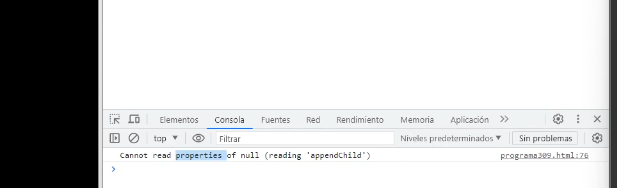 Elementos Consola Fuentes Red Rendimiento Memoria Aplicación
top Filtrar Niveles predeterminados Sin problemas
Cannot read properties of null (reading 'appendChild') programa309.html:76